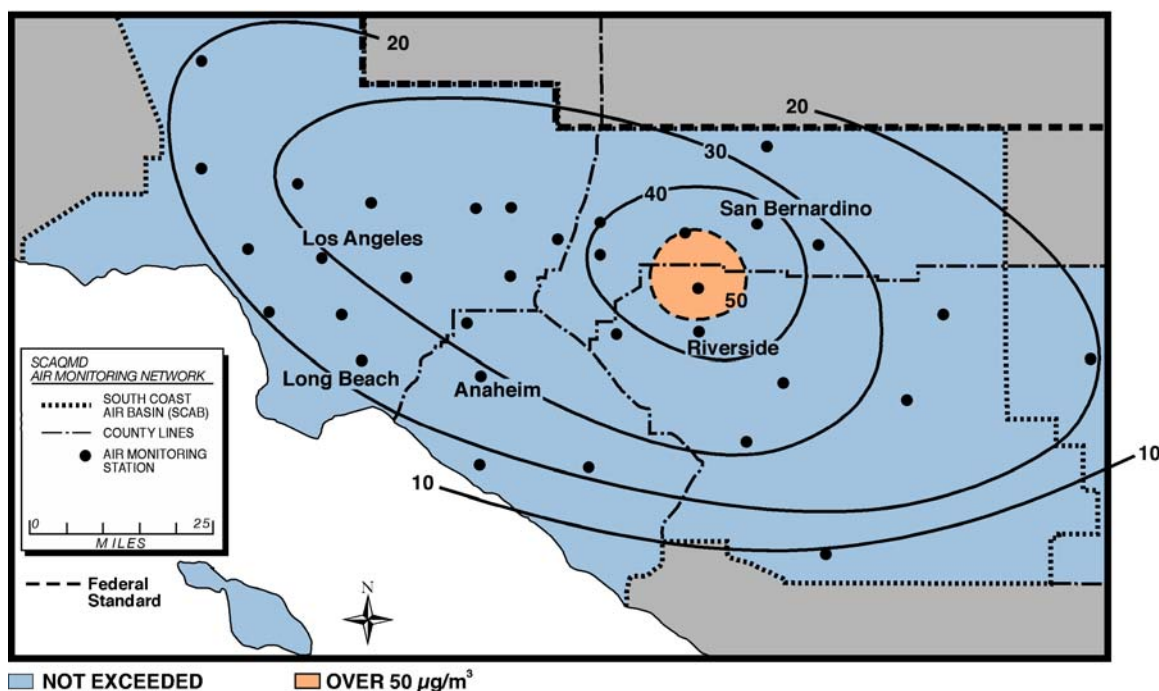 20
20
30
40
San Bernardino
Los Angeles
50
Riverside
Long Beach
Anaheim
10
10
SCAQMD
AIR MONITORING NETWORK
SOUTH COAST
AIR BASIN (SCAB)
COUNTY LINES
AIR MONITORING
STATION
0 25
MILES
Federal
Standard
N
NOT EXCEEDED
OVER 50 µg/m³